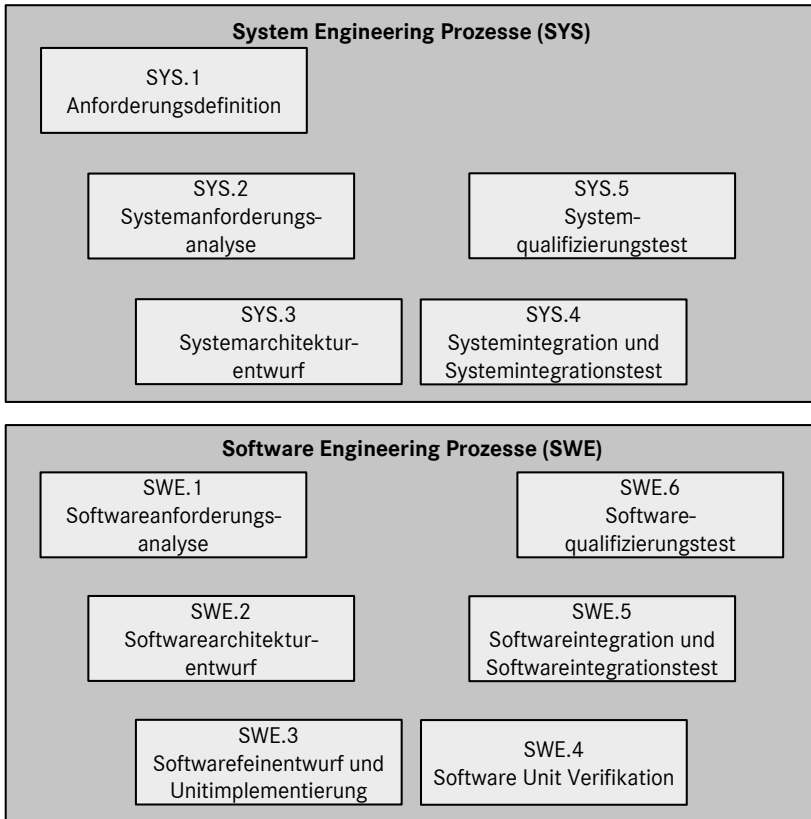 System Engineering Prozesse (SYS)
SYS.1
Anforderungsdefinition
SYS.2
Systemanforderungs-
analyse
SYS.5
System-
qualifizierungstest
SYS.3
Systemarchitektur-
entwurf
SYS.4
Systemintegration und
Systemintegrationstest
Software Engineering Prozesse (SWE)
SWE.1
Softwareanforderungs-
analyse
SWE.6
Software-
qualifizierungstest
SWE.2
Softwarearchitektur-
entwurf
SWE.5
Softwareintegration und
Softwareintegrationstest
SWE.3
Softwarefeinentwurf und
Unitimplementierung
SWE.4
Software Unit Verifikation